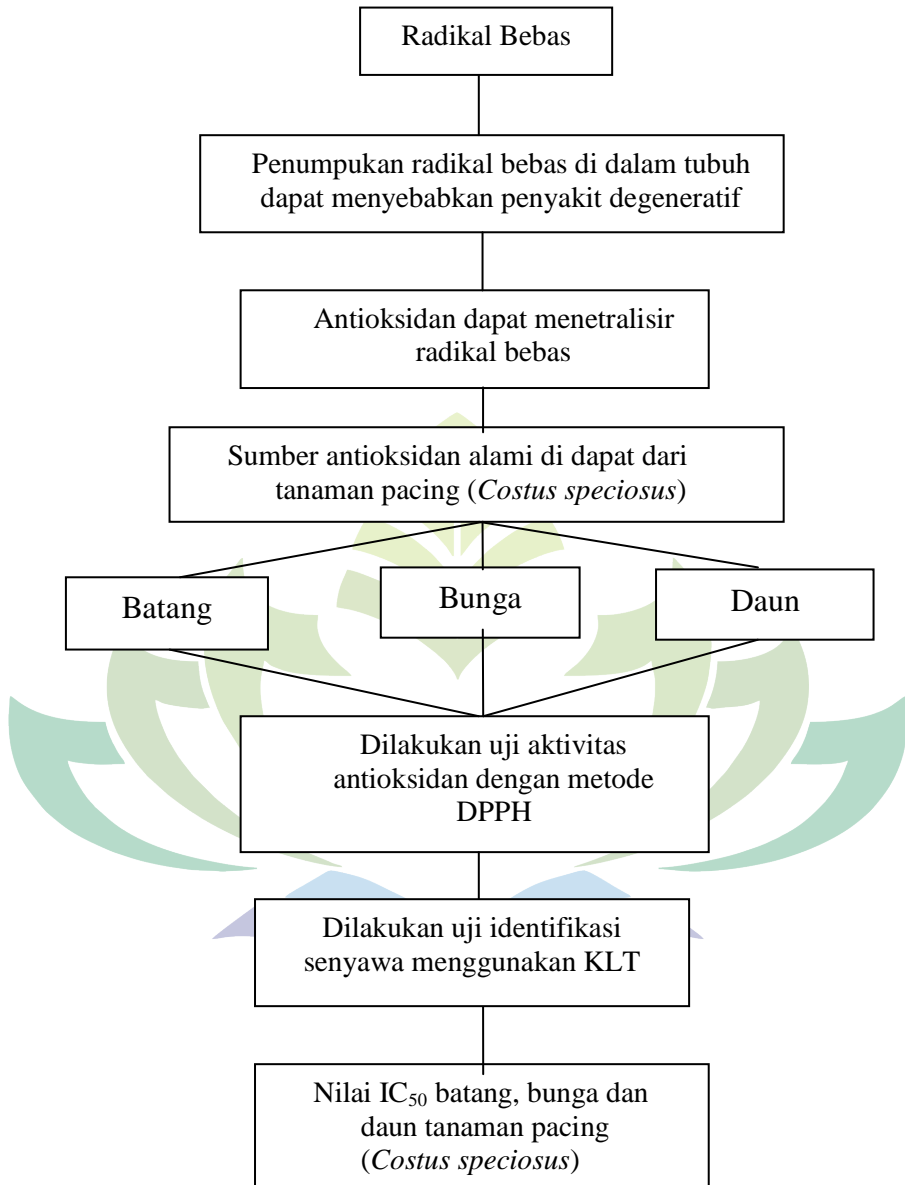 Radikal Bebas
Penumpukan radikal bebas di dalam tubuh
dapat menyebabkan penyakit degeneratif
Antioksidan dapat menetralisir
radikal bebas
Sumber antioksidan alami di dapat dari
tanaman pacing (Costus speciosus)
Batang
Bunga
Daun
Dilakukan uji aktivitas
antioksidan dengan metode
DPPH
Dilakukan uji identifikasi
senyawa menggunakan KLT
Nilai IC₅₀ batang, bunga dan
daun tanaman pacing
(Costus speciosus)